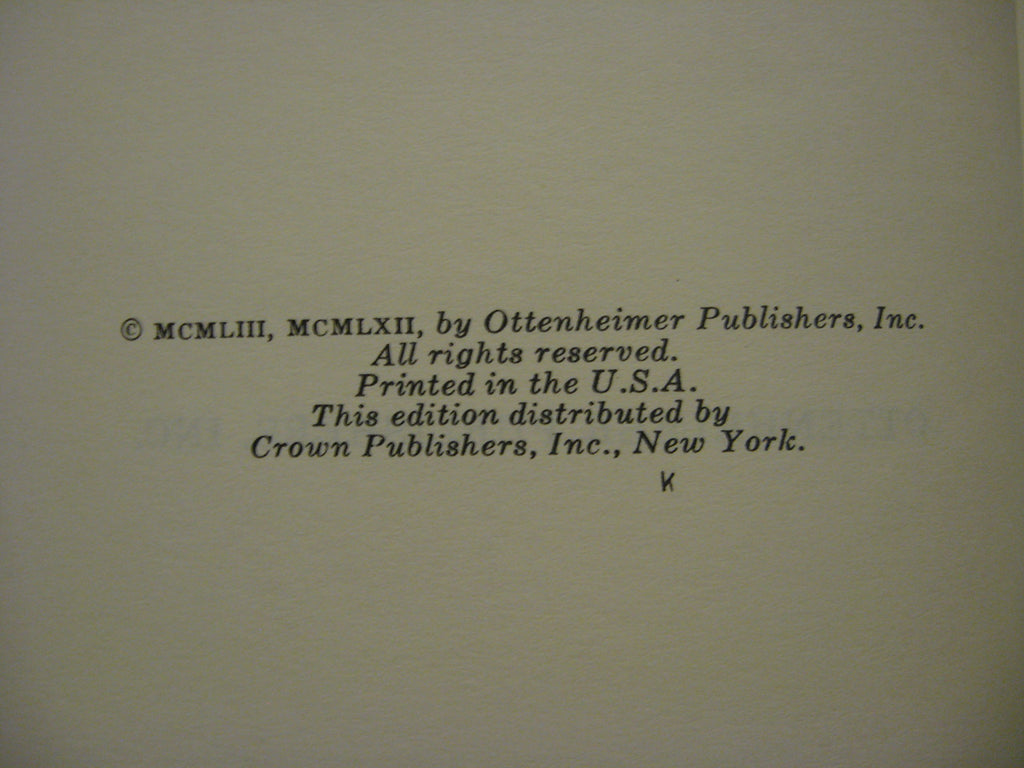 © MCMLIII, MCMLXII, by Ottenheimer Publishers, Inc.
All rights reserved.
Printed in the U.S.A.
This edition distributed by
Crown Publishers, Inc., New York.
K